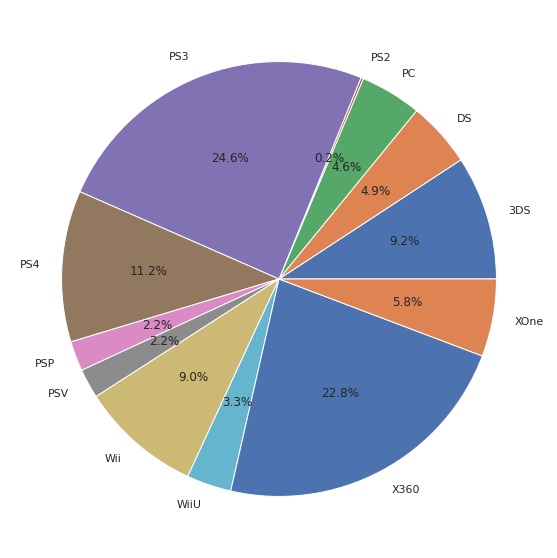 PS3
PS2
PC
DS
24.6%
0.2%
4.6%
4.9%
3DS
9.2%
PS4
11.2%
5.8%
XOne
2.2%
2.2%
PSP
PSV
9.0%
3.3%
22.8%
Wii
WiiU
X360